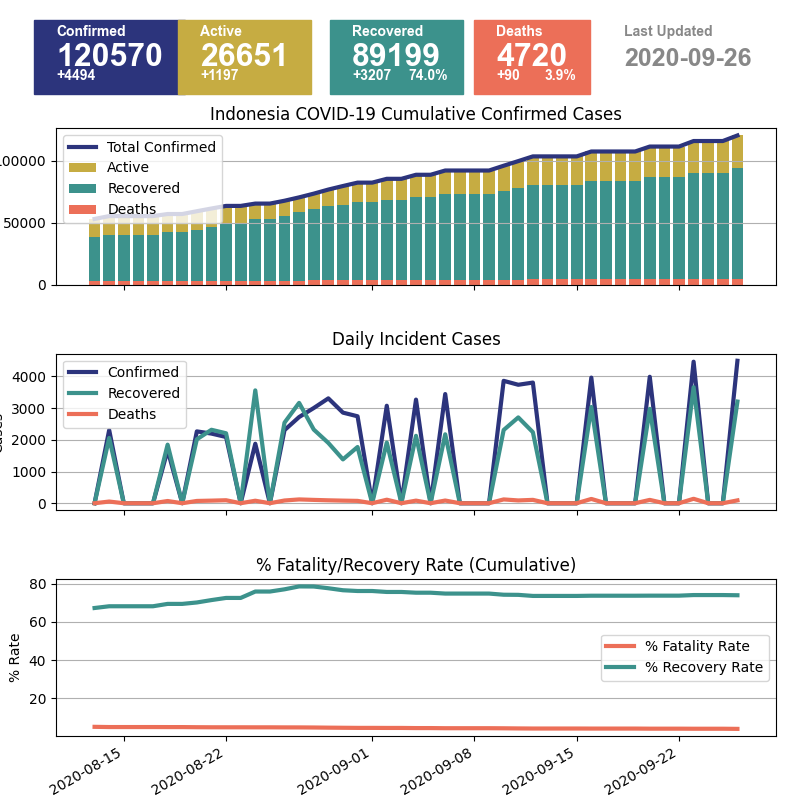 Confirmed Active Recovered Deaths Last Updated
120570 26651 89199 4720 2020-09-26
+4494 +1197 +3207 74.0% +90 3.9%
Indonesia COVID-19 Cumulative Confirmed Cases
Total Confirmed
Active
Recovered
Deaths
100000
50000
0
Daily Incident Cases
Confirmed
Recovered
Deaths
4000
3000
2000
1000
0
% Fatality/Recovery Rate (Cumulative)
80
60
40
20
% Rate
% Fatality Rate
% Recovery Rate
2020-08-15
2020-08-22
2020-09-01
2020-09-08
2020-09-15
2020-09-22